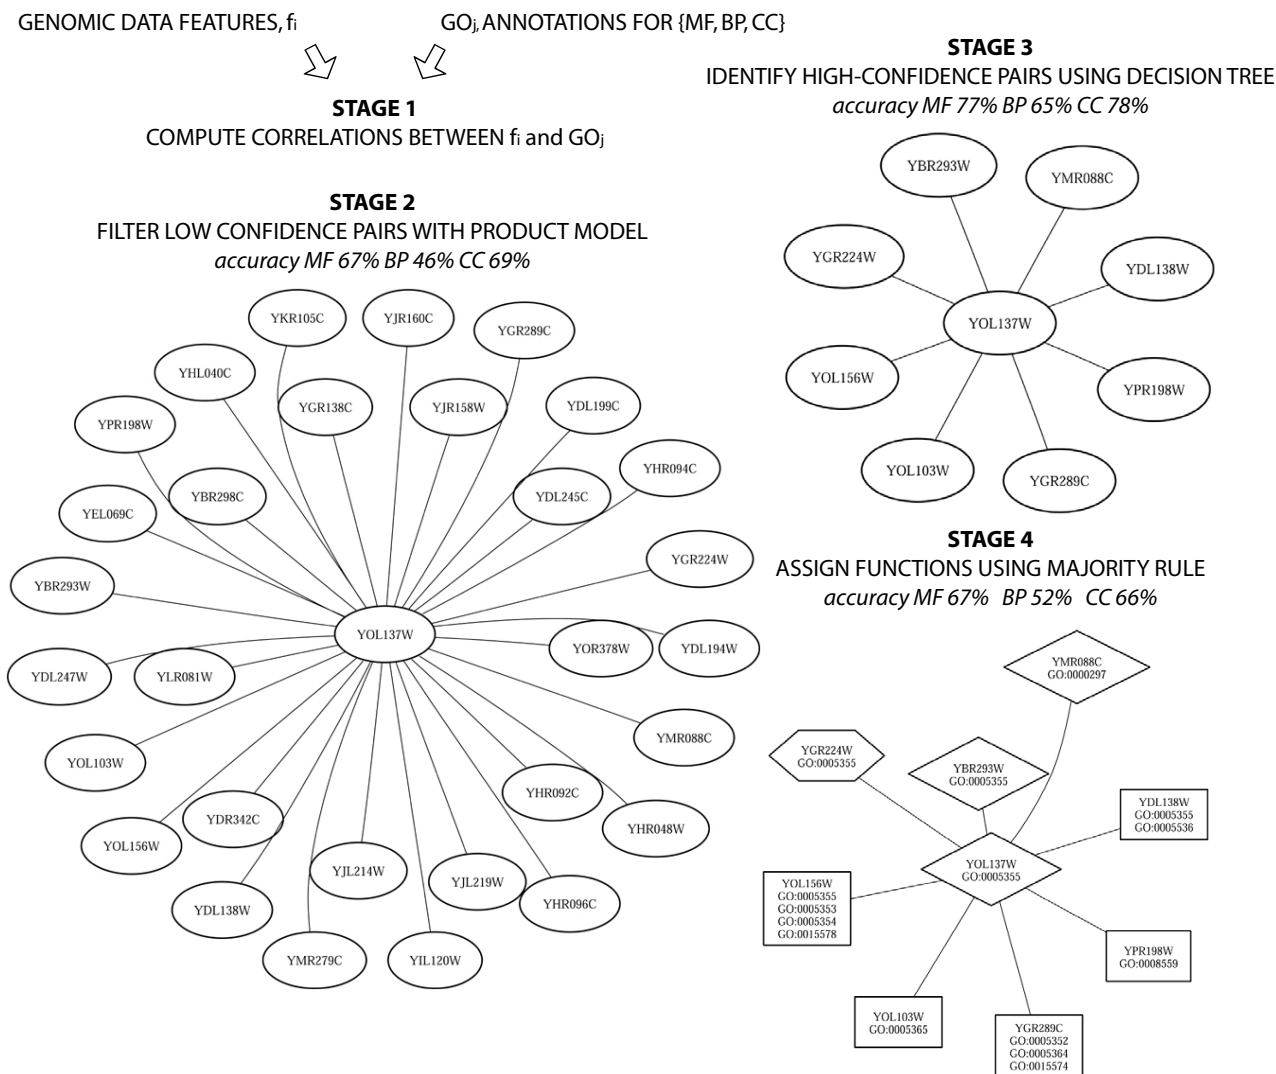 GENOMIC DATA FEATURES, fi
GOj, ANNOTATIONS FOR {MF, BP, CC}
STAGE 1
COMPUTE CORRELATIONS BETWEEN fi and GOj
STAGE 2
FILTER LOW CONFIDENCE PAIRS WITH PRODUCT MODEL
accuracy MF 67% BP 46% CC 69%
YKR105C
YJR160C
YGR289C
YHL040C
YGR138C
YJR158W
YDL199C
YPR198W
YHR094C
YBR298C
YDL245C
YEL069C
YGR224W
YBR293W
YOL137W
YOR378W
YDL194W
YDL247W
YLR081W
YMR088C
YOL103W
YHR092C
YDR342C
YHR048W
YOL156W
YJL214W
YJL219W
YHR096C
YDL138W
YMR279C
YIL120W
STAGE 3
IDENTIFY HIGH-CONFIDENCE PAIRS USING DECISION TREE
accuracy MF 77% BP 65% CC 78%
YBR293W
YMR088C
YGR224W
YDL138W
YOL137W
YOL156W
YPR198W
YOL103W
YGR289C
STAGE 4
ASSIGN FUNCTIONS USING MAJORITY RULE
accuracy MF 67% BP 52% CC 66%
YMR088C
GO:0000297
YGR224W
GO:0005355
YBR293W
GO:0005355
YDL138W
GO:0005355
GO:0005536
YOL137W
GO:0005355
YOL156W
GO:0005355
GO:0005353
GO:0005354
GO:0015578
YPR198W
GO:0008559
YOL103W
GO:0005365
YGR289C
GO:0005352
GO:0005364
GO:0015574